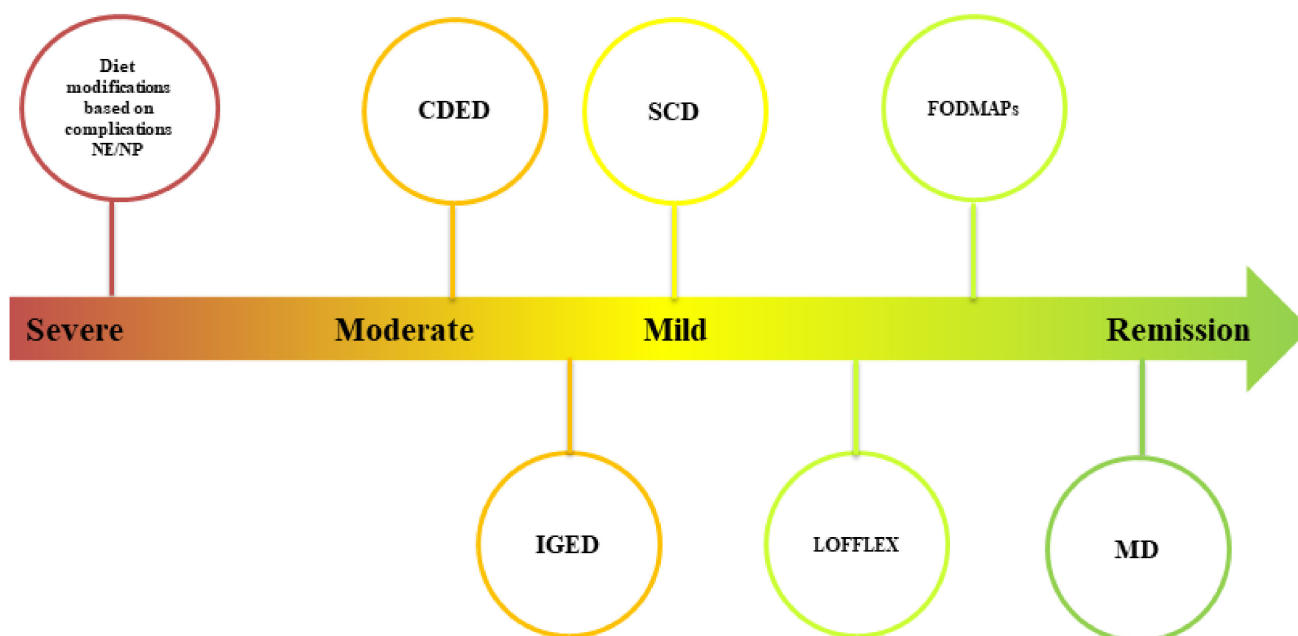 Diet
modifications
based on
complications
NE/NP
CDED
SCD
FODMAPs
Severe
Moderate
Mild
Remission
IGED
LOFFLEX
MD